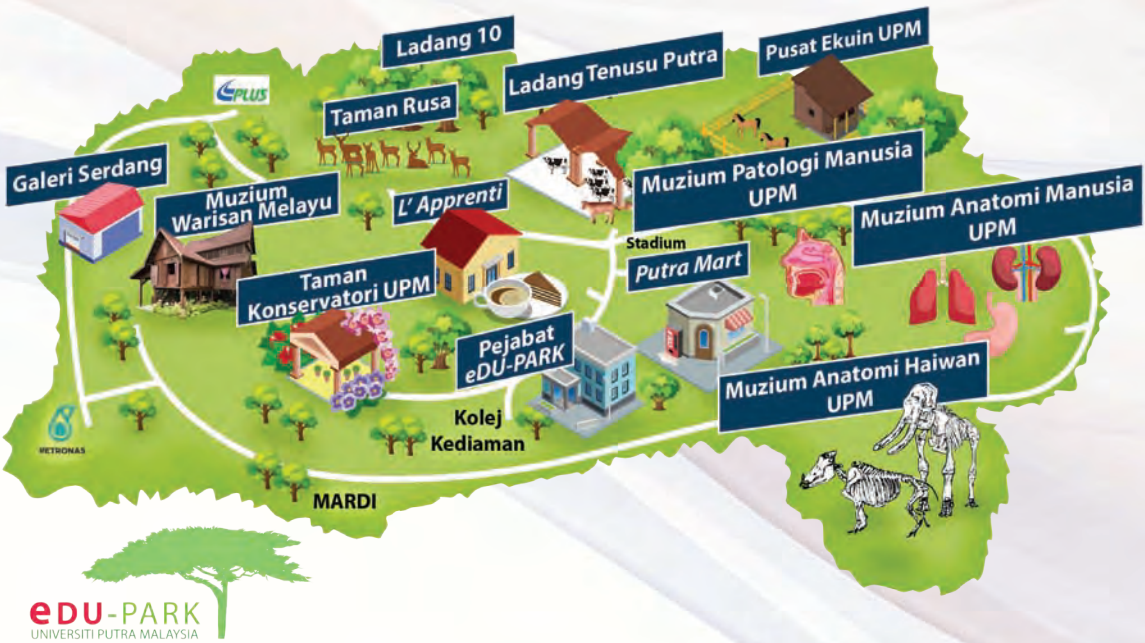 Ladang 10
Pusat Ekuin UPM
Ladang Tenusu Putra
PLUS
Taman Rusa
Galeri Serdang
Muzium
Warisan Melayu
L' Apprenti
Muzium Patologi Manusia
UPM
Muzium Anatomi Manusia
UPM
Stadium
Putra Mart
Taman
Konservatori UPM
Pejabat
eDU-PARK
Muzium Anatomi Haiwan
UPM
Kolej
Kediaman
PETRONAS
MARDI
eDU-PARK
UNIVERSITI PUTRA MALAYSIA